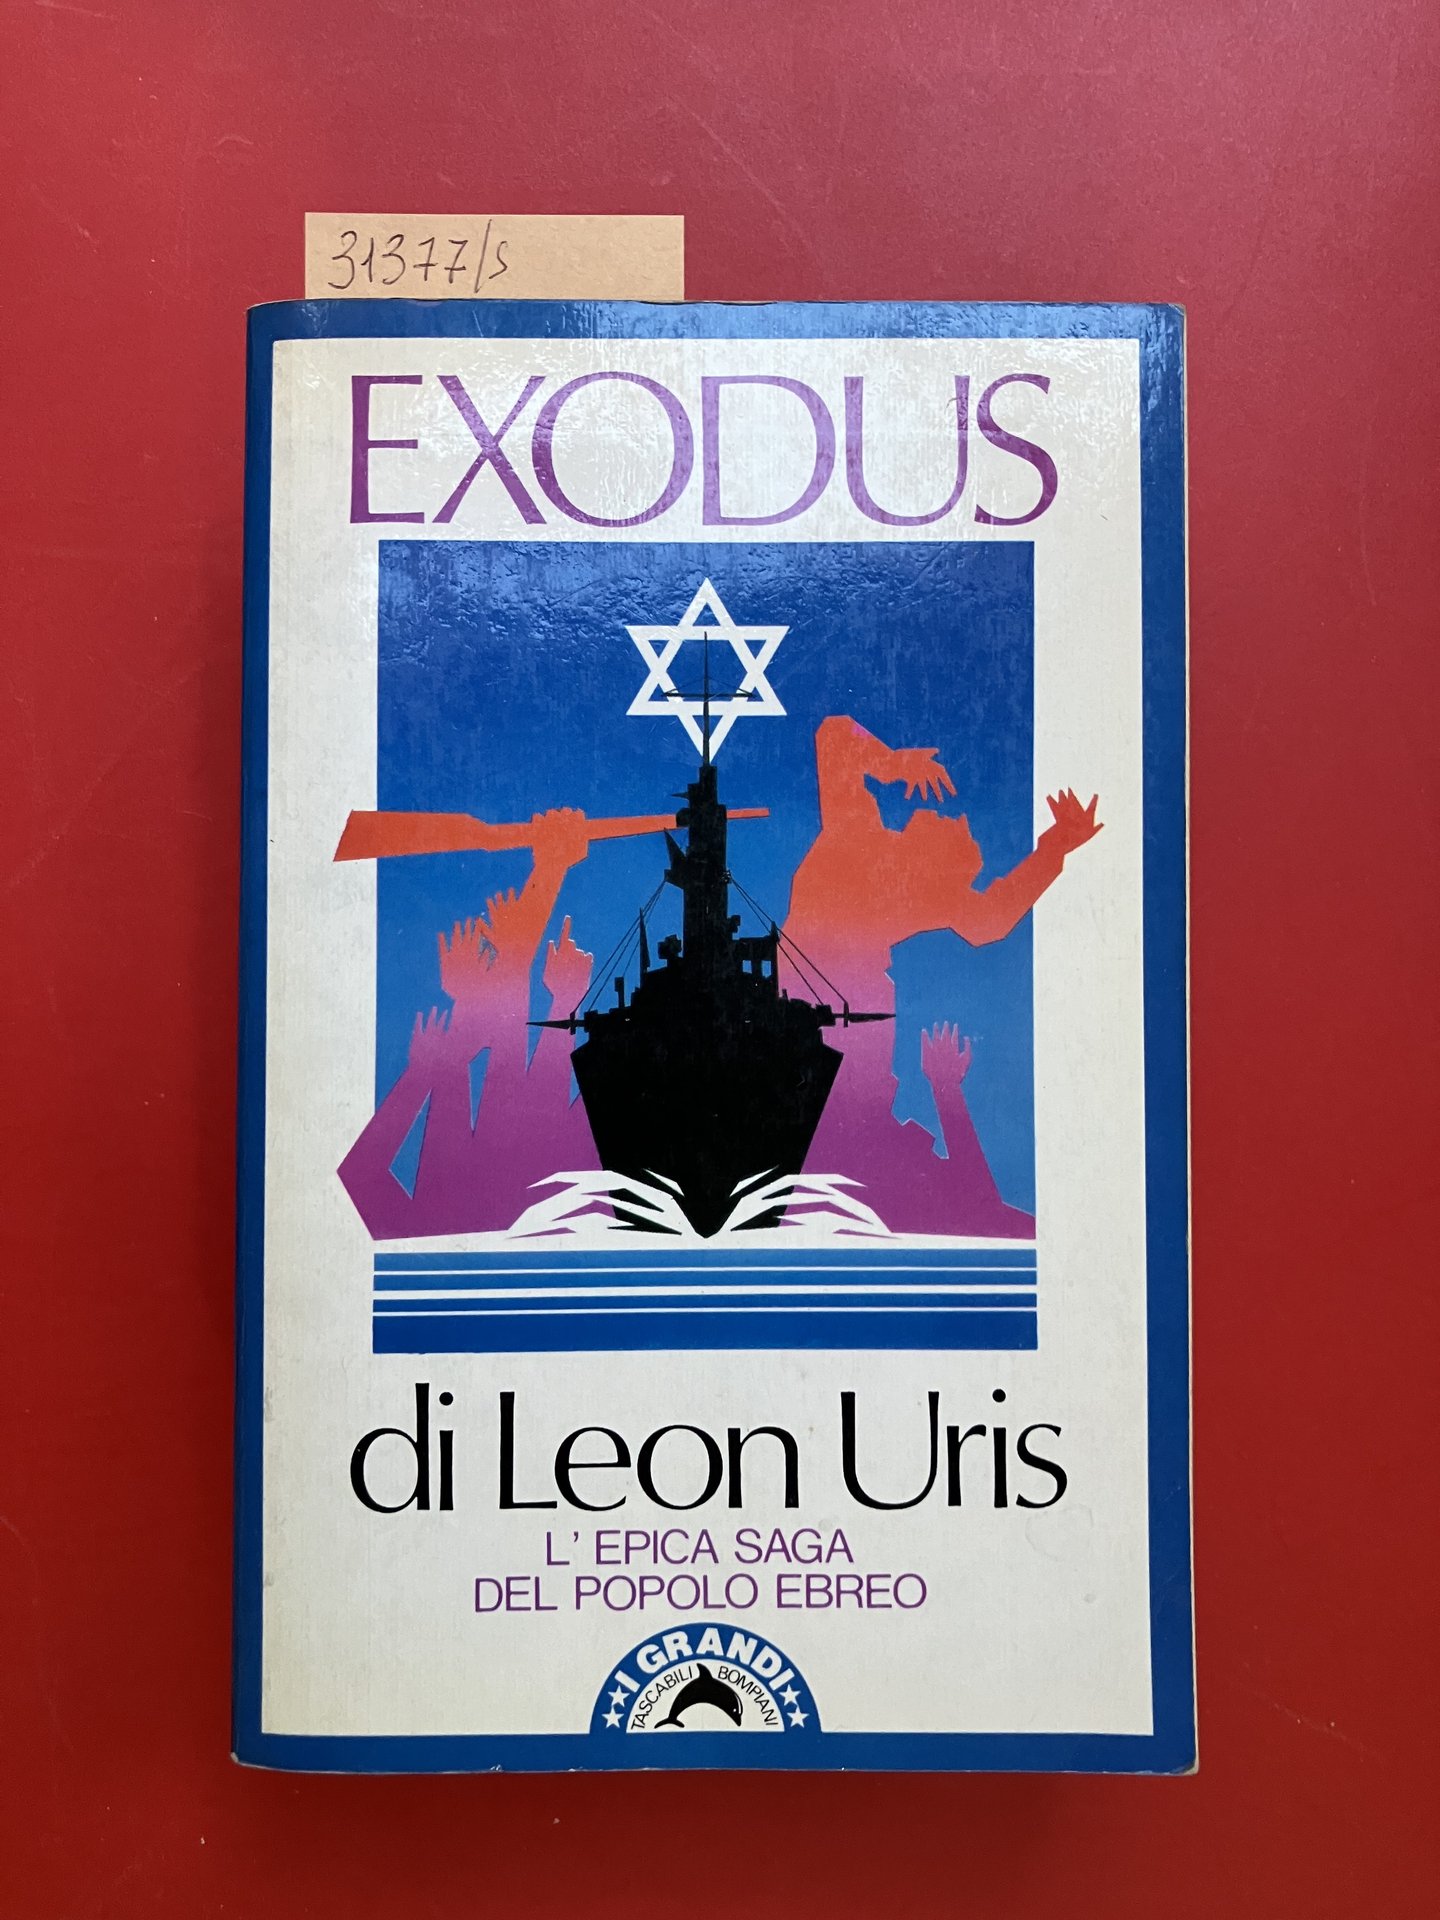 31377/s
EXODUS
di Leon Uris
L'EPICA SAGA
DEL POPOLO EBREO
I GRANDI
TASCABILI BOMPIANI